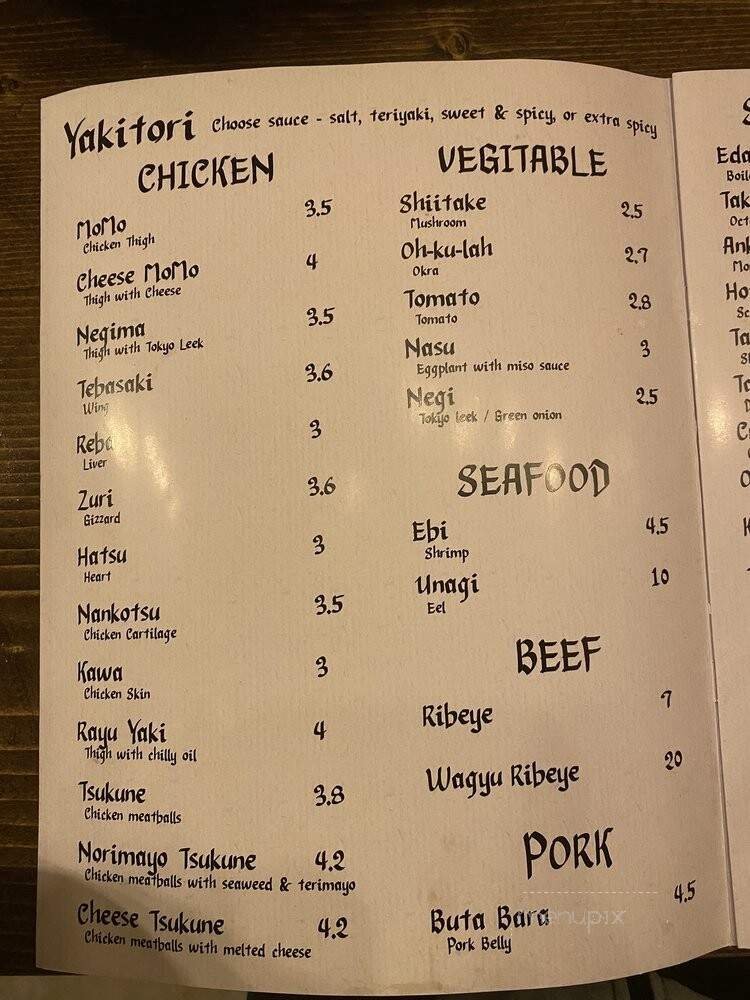 Yakitori Choose sauce - salt, teriyaki, sweet & spicy, or extra spicy
CHICKEN
MoMo 3.5
Chicken Thigh
Cheese MoMo 4
Thigh with Cheese
Negima 3.5
Thigh with Tokyo Leek
Tebasaki 3.6
Wing
Reba 3
Liver
Zuri 3.6
Gizzard
Hatsu 3
Heart
Nankotsu 3.5
Chicken Cartilage
Kawa 3
Chicken Skin
Rayu Yaki 4
Thigh with chilly oil
Tsukune 3.8
Chicken meatballs
Norimayo Tsukune 4.2
Chicken meatballs with seaweed & terimayo
Cheese Tsukune 4.2
Chicken meatballs with melted cheese
VEGITABLE
Shiitake 2.5
Mushroom
Oh-ku-lah 2.7
Okra
Tomato 2.8
Tomato
Nasu 3
Eggplant with miso sauce
Negi 2.5
Tokyo leek / Green onion
SEAFOOD
Ebi 4.5
Shrimp
Unagi 10
Eel
BEEF
Ribeye 7
Wagyu Ribeye 20
PORK
Buta Bara 4.5
Pork Belly
menupix